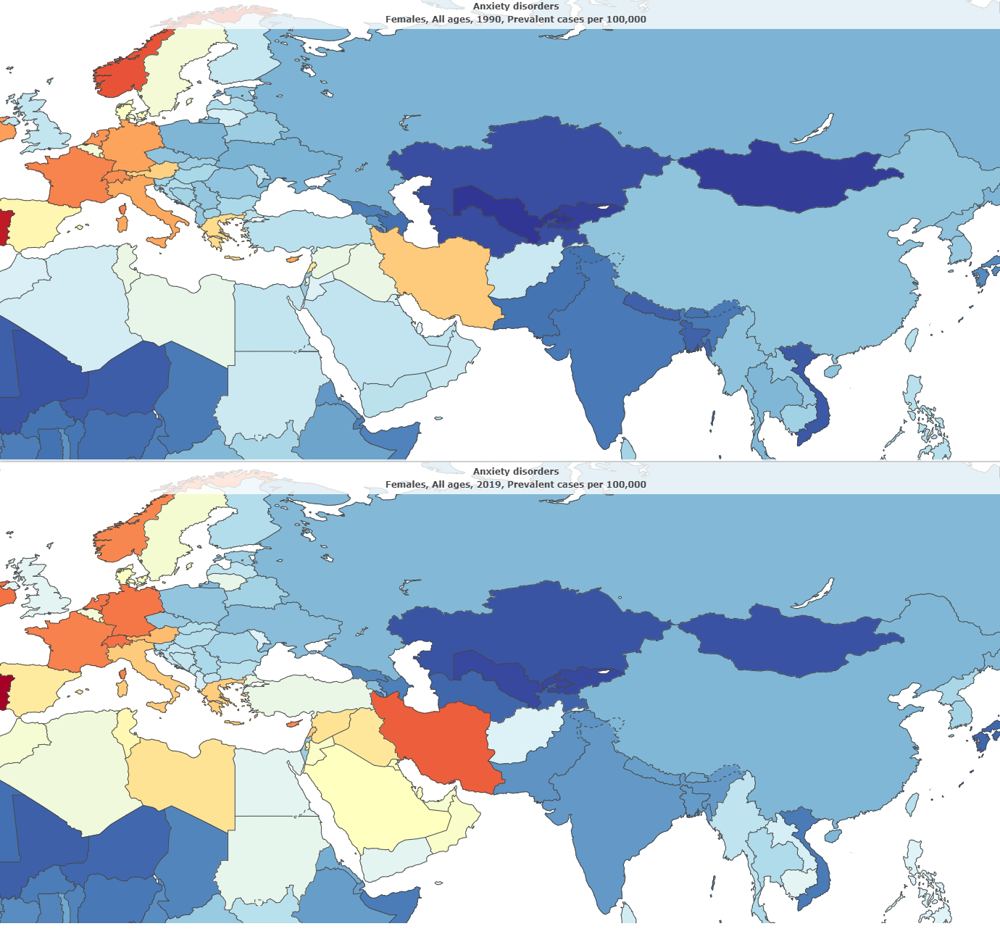 Anxiety disorders
Females, All ages, 1990, Prevalent cases per 100,000
Anxiety disorders
Females, All ages, 2019, Prevalent cases per 100,000